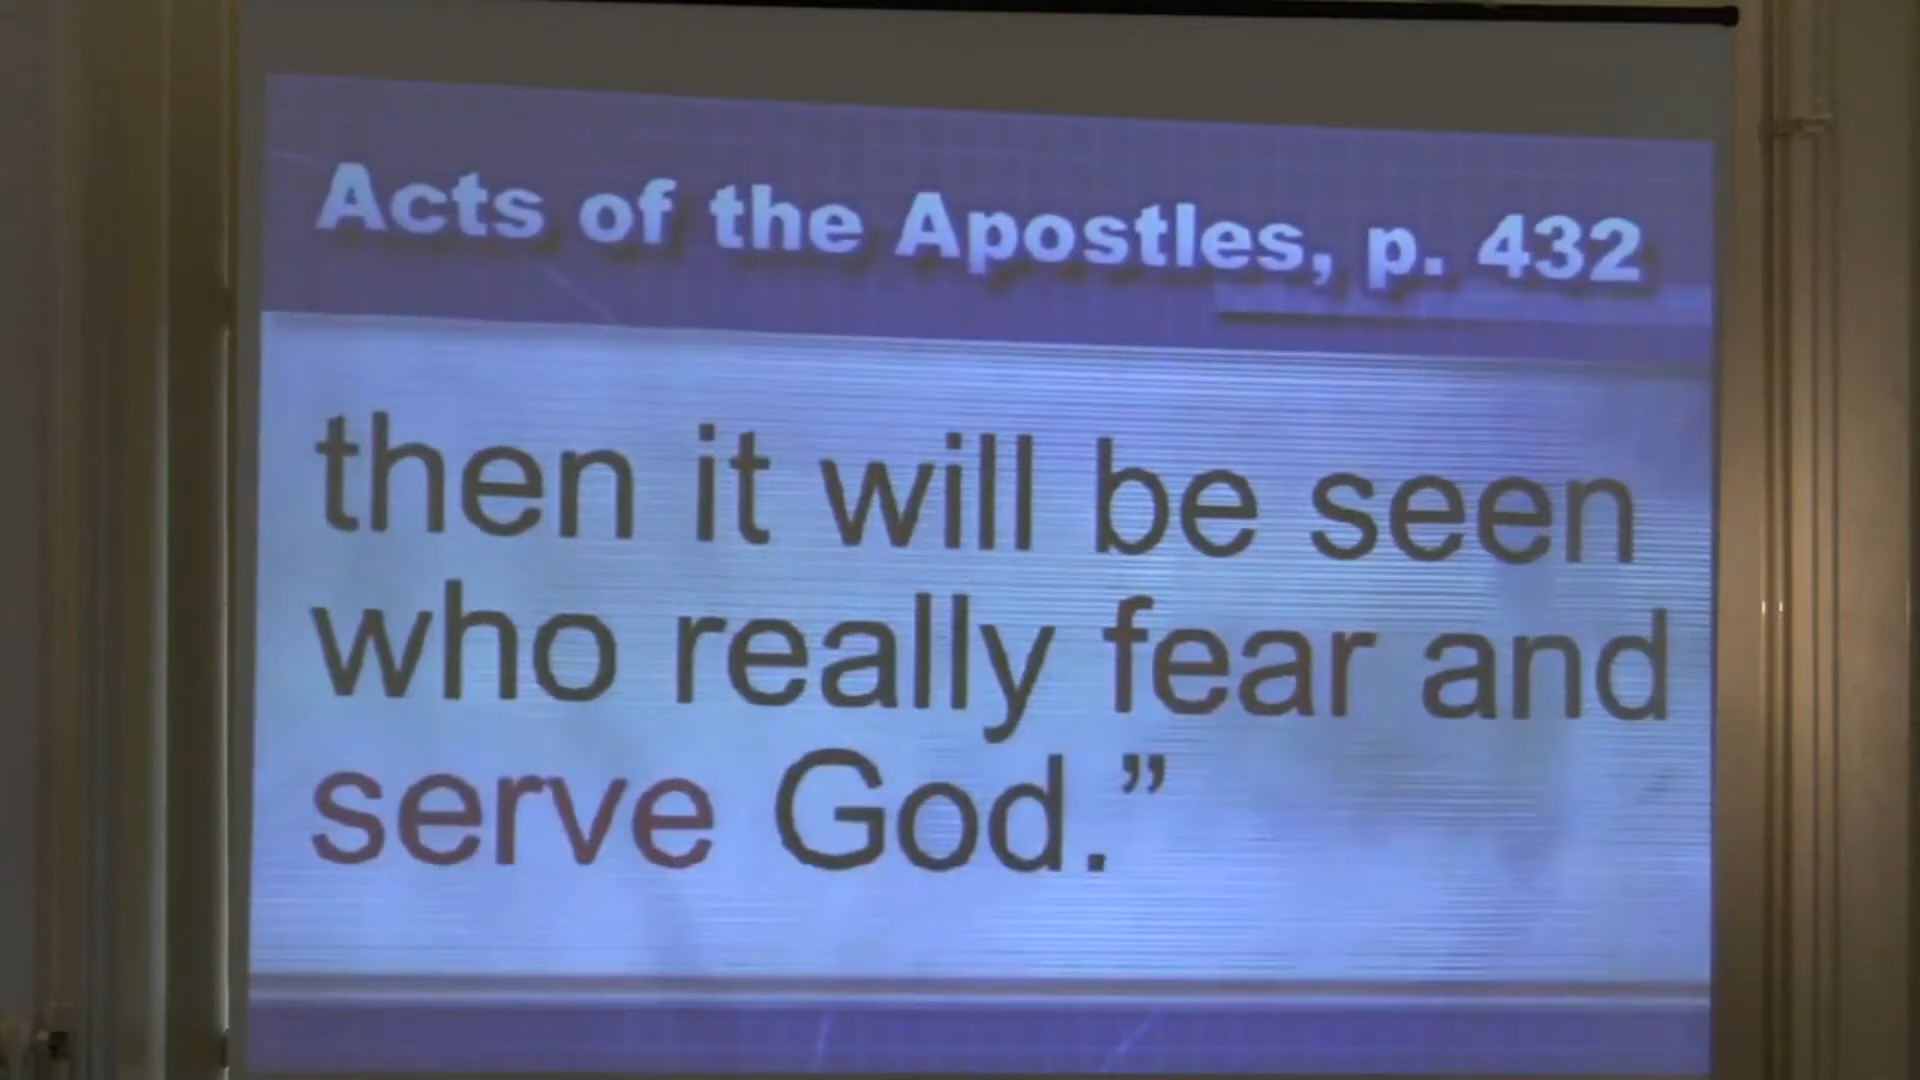 Acts of the Apostles, p. 432
then it will be seen
who really fear and
serve God.”